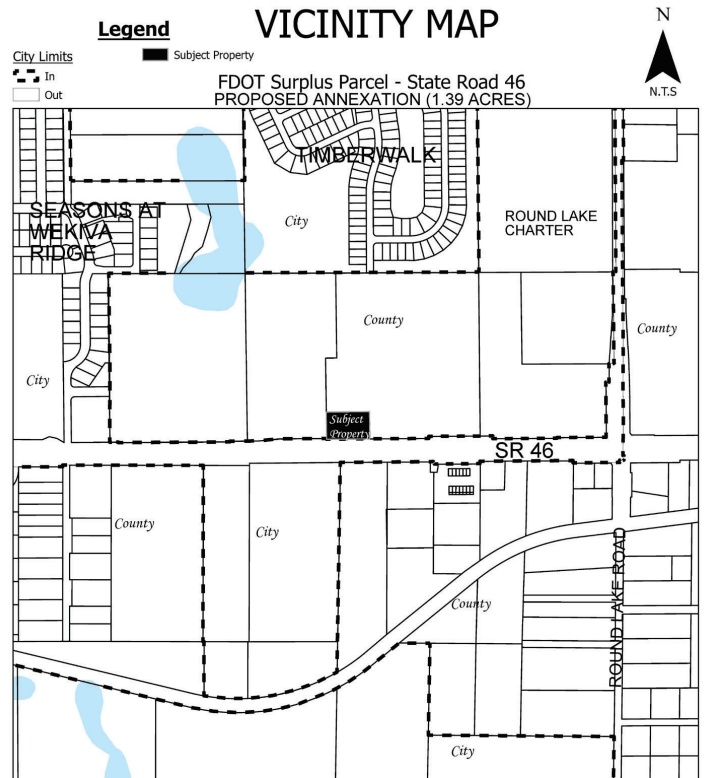 VICINITY MAP
Legend
Subject Property
City Limits
In
Out
FDOT Surplus Parcel - State Road 46
PROPOSED ANNEXATION (1.39 ACRES)
N
N.T.S
TIMBERWALK
SEASONS AT
WEKIVA
RIDGE
City
ROUND LAKE
CHARTER
County
County
City
Subject
Property
SR 46
County
City
County
ROUND LAKE ROAD
City